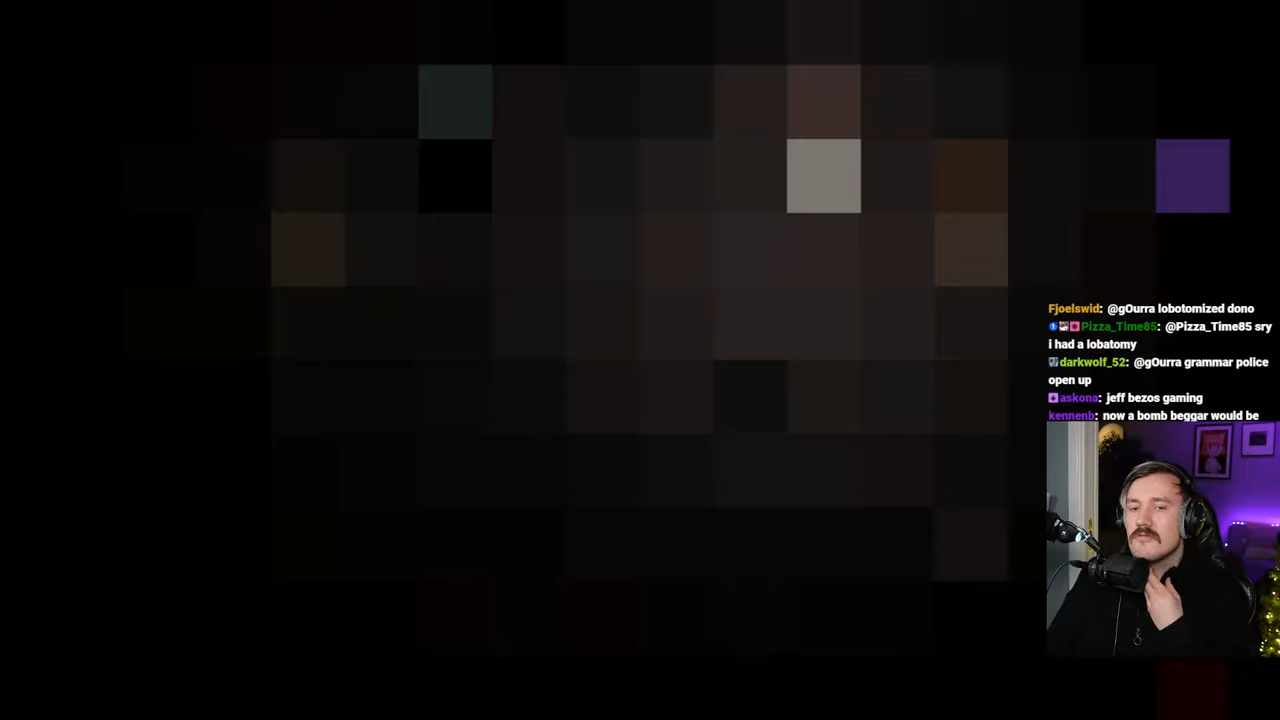 Fjoelswid: @gOurra lobotomized dono
Pizza_Time85: @Pizza_Time85 sry
i had a lobatomy
darkwolf_52: @gOurra grammar police
open up
askona: jeff bezos gaming
kennenb: now a bomb beggar would be